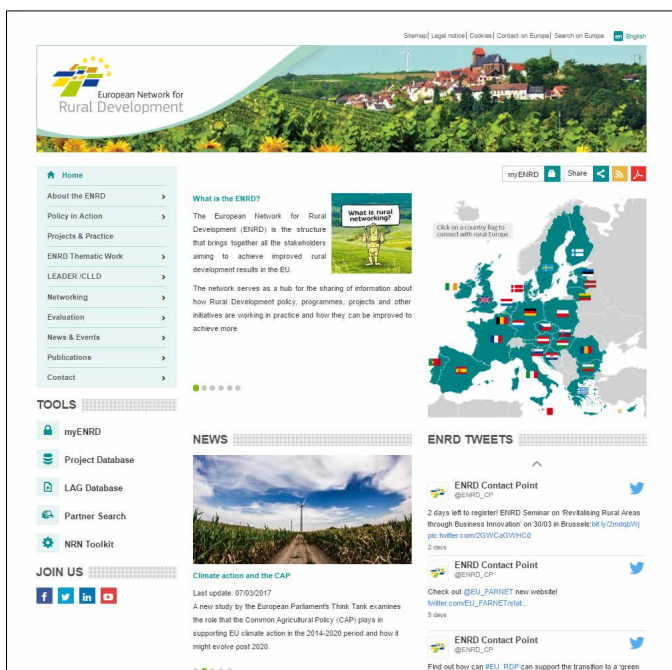 Sitemap| Legal notice| Cookies| Contact on Europa| Search on Europa en English
European Network for
Rural Development
Home
About the ENRD
Policy in Action
Projects & Practice
ENRD Thematic Work
LEADER /CLLD
Networking
Evaluation
News & Events
Publications
Contact
TOOLS
myENRD
Project Database
LAG Database
Partner Search
NRN Toolkit
JOIN US
What is the ENRD?
The European Network for Rural
Development (ENRD) is the structure
that brings together all the stakeholders
aiming to achieve improved rural
development results in the EU.
What is rural
networking?
The network serves as a hub for the sharing of information about
how Rural Development policy, programmes, projects and other
initiatives are working in practice and how they can be improved to
achieve more.
NEWS
Climate action and the CAP
Last update: 07/03/2017
A new study by the European Parliament's Think Tank examines
the role that the Common Agricultural Policy (CAP) plays in
supporting EU climate action in the 2014-2020 period and how it
might evolve post 2020.
myENRD Share
Click on a country flag to
connect with rural Europe
ENRD TWEETS
ENRD Contact Point
@ENRD_CP
2 days left to register! ENRD Seminar on 'Revitalising Rural Areas
through Business Innovation' on 30/03 in Brussels:bit.ly/2mdqbWj
pic.twitter.com/2GWCaGWHC0
2 days
ENRD Contact Point
@ENRD_CP
Check out @EU_FARNET new website!
twitter.com/EU_FARNET/stat...
5 days
ENRD Contact Point
@ENRD_CP
Find out how can #EU_RDP can support the transition to a 'green